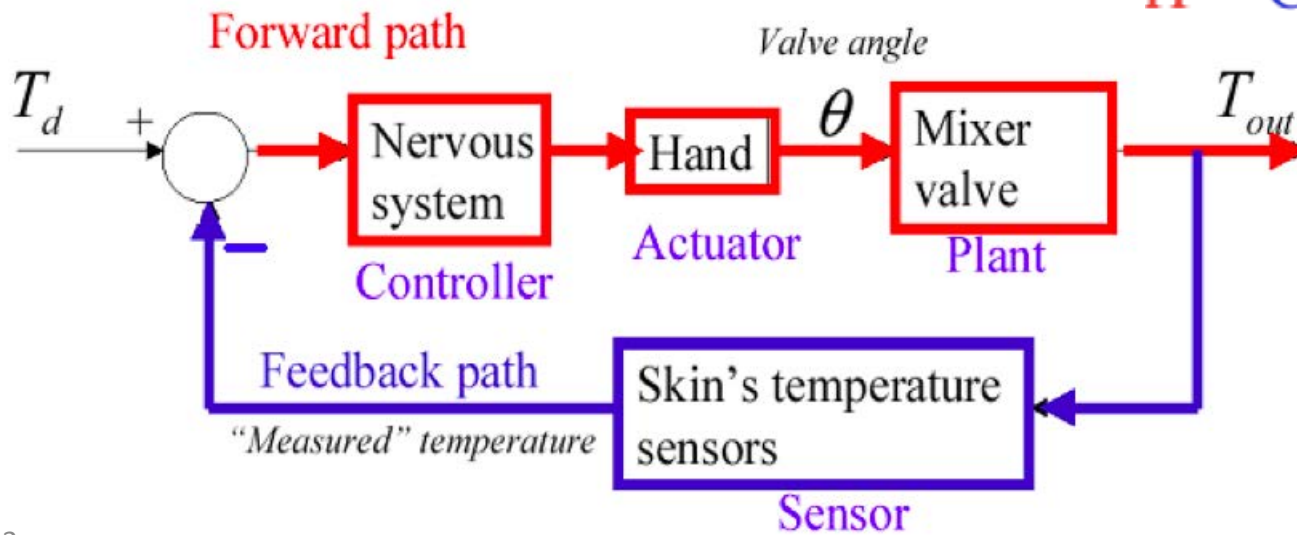 Forward path
Valve angle
T_d
+
Nervous
system
Hand
θ
Mixer
valve
T_out
Controller
Actuator
Plant
−
Feedback path
"Measured" temperature
Skin's temperature
sensors
Sensor